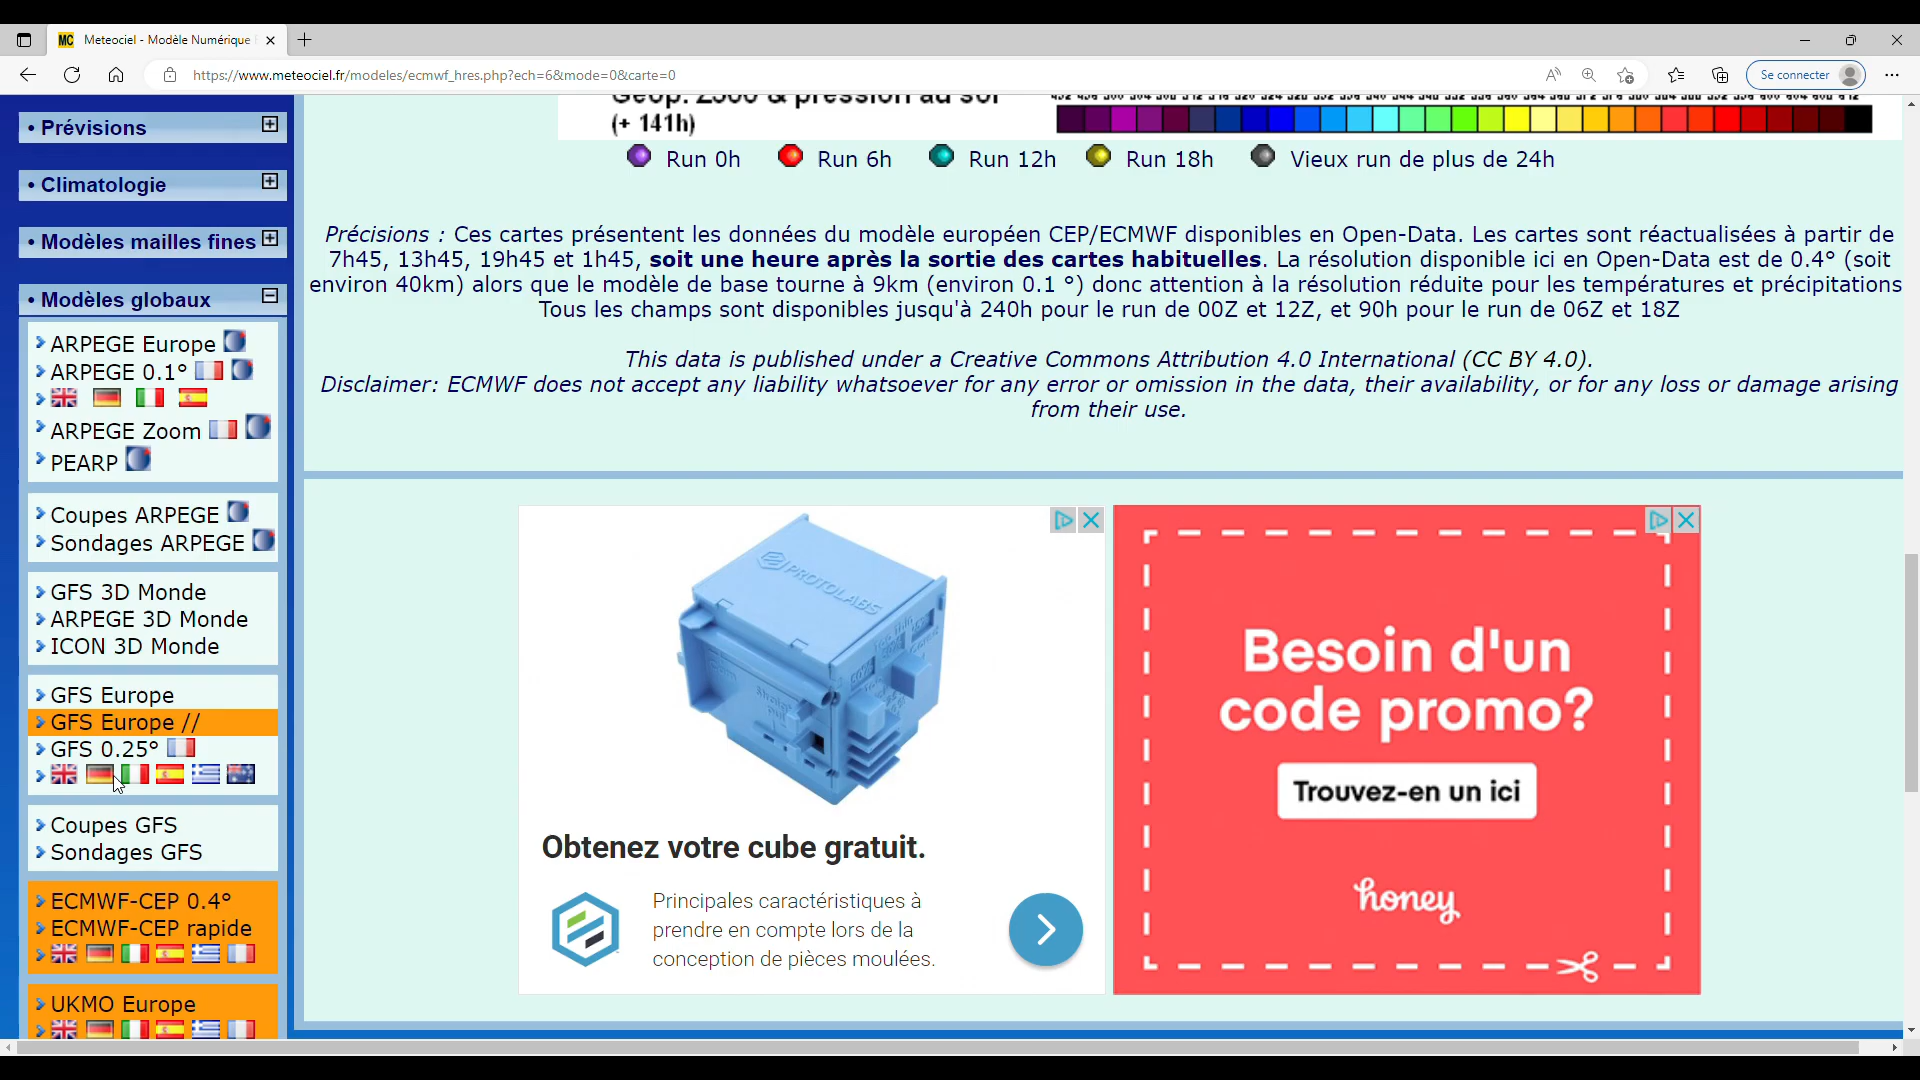 Meteociel - Modèle Numérique
https://www.meteociel.fr/modeles/ecmwf_hres.php?ech=6&mode=0&carte=0
Se connecter
• Prévisions
• Climatologie
• Modèles mailles fines
• Modèles globaux
ARPEGE Europe
ARPEGE 0.1°
ARPEGE Zoom
PEARP
Coupes ARPEGE
Sondages ARPEGE
GFS 3D Monde
ARPEGE 3D Monde
ICON 3D Monde
GFS Europe
GFS Europe //
GFS 0.25°
Coupes GFS
Sondages GFS
ECMWF-CEP 0.4°
ECMWF-CEP rapide
UKMO Europe
Géop. Z500 & pression au sol
(+ 141h)
Run 0h Run 6h Run 12h Run 18h Vieux run de plus de 24h
Précisions : Ces cartes présentent les données du modèle européen CEP/ECMWF disponibles en Open-Data. Les cartes sont réactualisées à partir de
7h45, 13h45, 19h45 et 1h45, soit une heure après la sortie des cartes habituelles. La résolution disponible ici en Open-Data est de 0.4° (soit
environ 40km) alors que le modèle de base tourne à 9km (environ 0.1 °) donc attention à la résolution réduite pour les températures et précipitations
Tous les champs sont disponibles jusqu'à 240h pour le run de 00Z et 12Z, et 90h pour le run de 06Z et 18Z
This data is published under a Creative Commons Attribution 4.0 International (CC BY 4.0).
Disclaimer: ECMWF does not accept any liability whatsoever for any error or omission in the data, their availability, or for any loss or damage arising
from their use.
PROTOLABS
Obtenez votre cube gratuit.
Principales caractéristiques à
prendre en compte lors de la
conception de pièces moulées.
Besoin d'un
code promo?
Trouvez-en un ici
honey